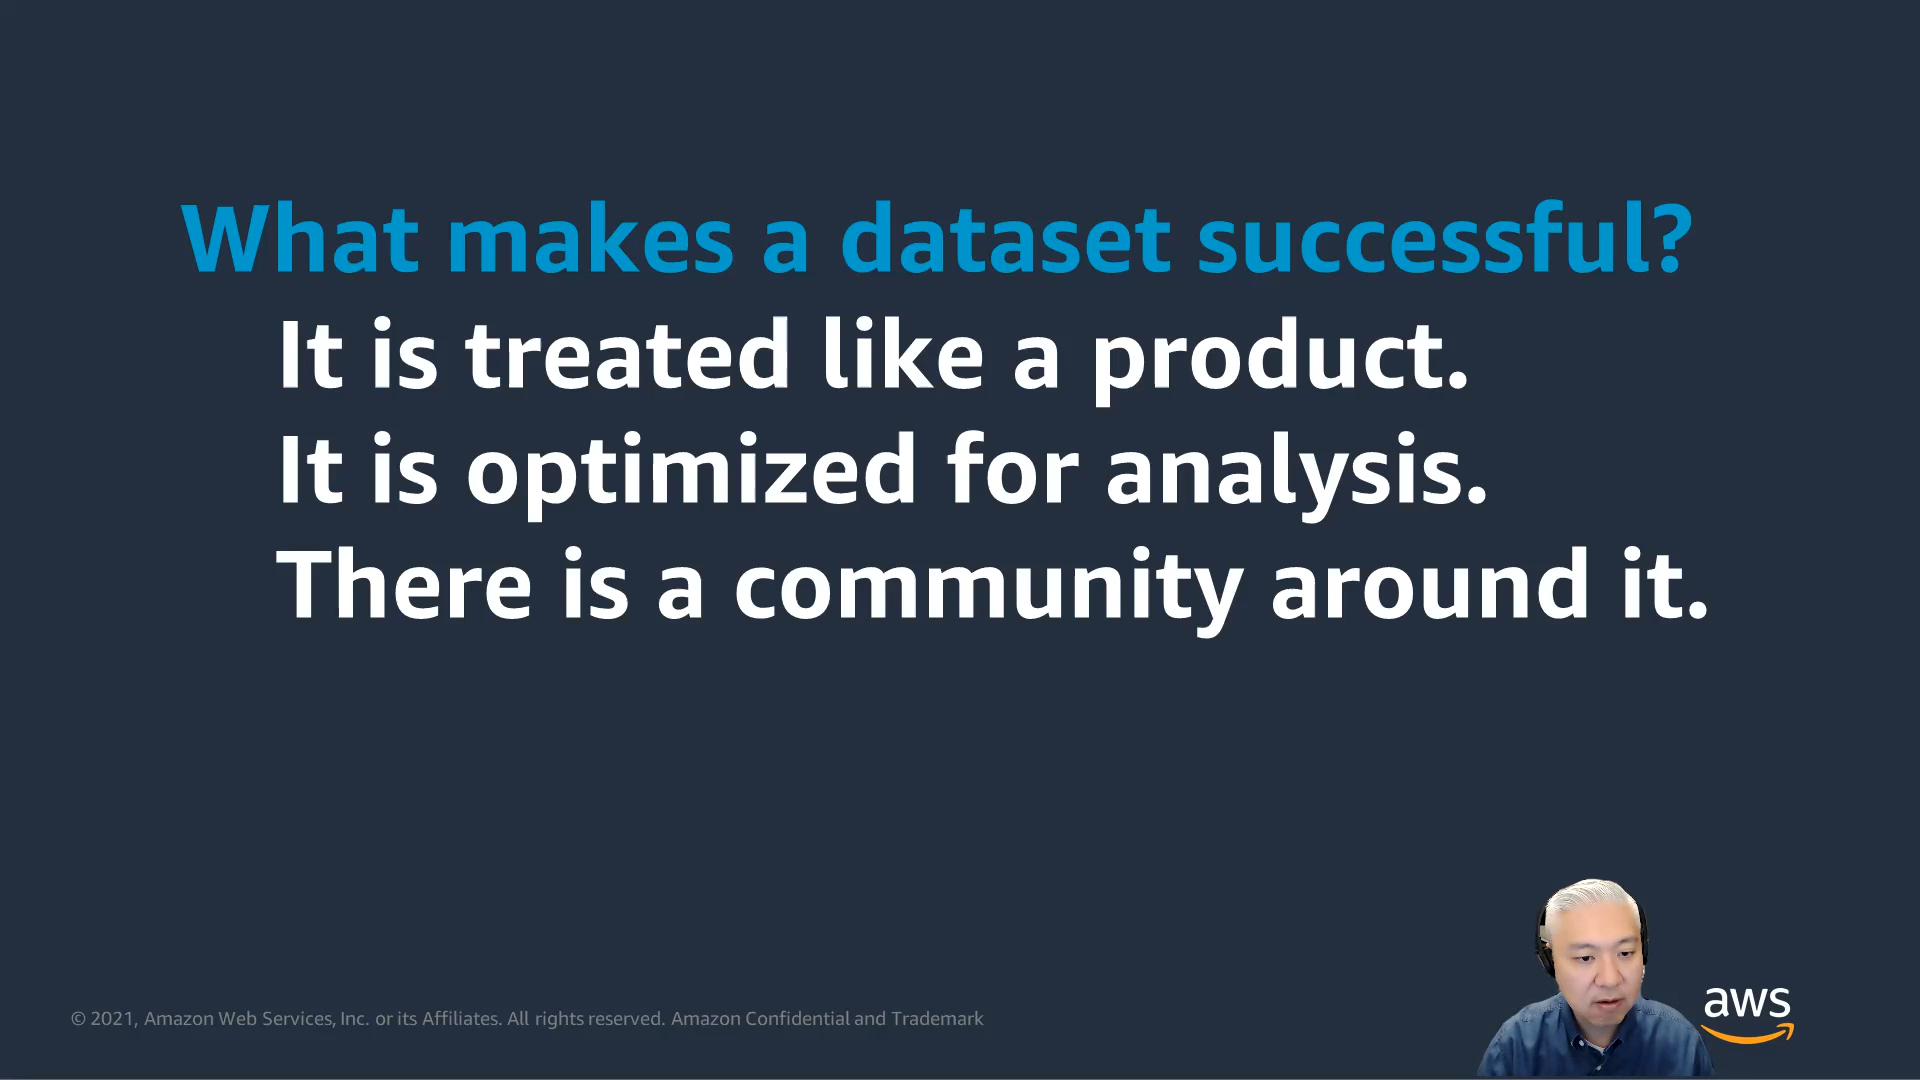 What makes a dataset successful?
It is treated like a product.
It is optimized for analysis.
There is a community around it.
© 2021, Amazon Web Services, Inc. or its Affiliates. All rights reserved. Amazon Confidential and Trademark
aws